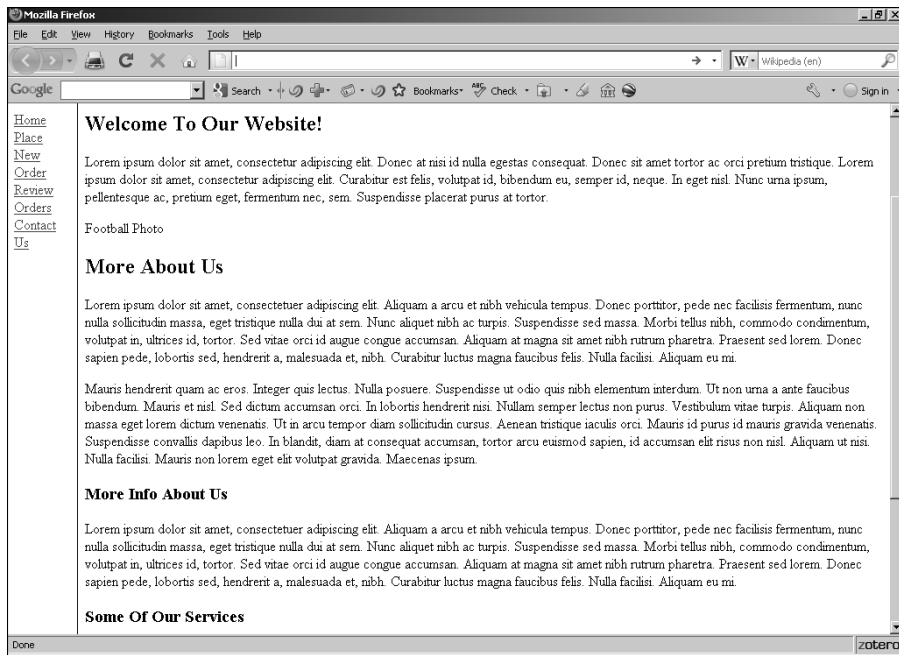 Mozilla Firefox
File Edit View History Bookmarks Tools Help
W Wikipedia (en)
Google Search Bookmarks ABC Check Sign in
Home
Place
New
Order
Review
Orders
Contact
Us
Welcome To Our Website!
Lorem ipsum dolor sit amet, consectetur adipiscing elit. Donec at nisi id nulla egestas consequat. Donec sit amet tortor ac orci pretium tristique. Lorem
ipsum dolor sit amet, consectetur adipiscing elit. Curabitur est felis, volutpat id, bibendum eu, semper id, neque. In eget nisl. Nunc urna ipsum,
pellentesque ac, pretium eget, fermentum nec, sem. Suspendisse placerat purus at tortor.
Football Photo
More About Us
Lorem ipsum dolor sit amet, consectetuer adipiscing elit. Aliquam a arcu et nibh vehicula tempus. Donec porttitor, pede nec facilisis fermentum, nunc
nulla sollicitudin massa, eget tristique nulla dui at sem. Nunc aliquet nibh ac turpis. Suspendisse sed massa. Morbi tellus nibh, commodo condimentum,
volutpat in, ultrices id, tortor. Sed vitae orci id augue congue accumsan. Aliquam at magna sit amet nibh rutrum pharetra. Praesent sed lorem. Donec
sapien pede, lobortis sed, hendrerit a, malesuada et, nibh. Curabitur luctus magna faucibus felis. Nulla facilisi. Aliquam eu mi.
Mauris hendrerit quam ac eros. Integer quis lectus. Nulla posuere. Suspendisse ut odio quis nibh elementum interdum. Ut non urna a ante faucibus
bibendum. Mauris et nisl. Sed dictum accumsan orci. In lobortis hendrerit nisi. Nullam semper lectus non purus. Vestibulum vitae turpis. Aliquam non
massa eget lorem dictum venenatis. Ut in arcu tempor diam sollicitudin cursus. Aenean tristique iaculis orci. Mauris id purus id mauris gravida venenatis.
Suspendisse convallis dapibus leo. In blandit, diam at consequat accumsan, tortor arcu euismod sapien, id accumsan elit risus non nisl. Aliquam ut nisi.
Nulla facilisi. Mauris non lorem eget elit volutpat gravida. Maecenas ipsum.
More Info About Us
Lorem ipsum dolor sit amet, consectetuer adipiscing elit. Aliquam a arcu et nibh vehicula tempus. Donec porttitor, pede nec facilisis fermentum, nunc
nulla sollicitudin massa, eget tristique nulla dui at sem. Nunc aliquet nibh ac turpis. Suspendisse sed massa. Morbi tellus nibh, commodo condimentum,
volutpat in, ultrices id, tortor. Sed vitae orci id augue congue accumsan. Aliquam at magna sit amet nibh rutrum pharetra. Praesent sed lorem. Donec
sapien pede, lobortis sed, hendrerit a, malesuada et, nibh. Curabitur luctus magna faucibus felis. Nulla facilisi. Aliquam eu mi.
Some Of Our Services
Done zotero